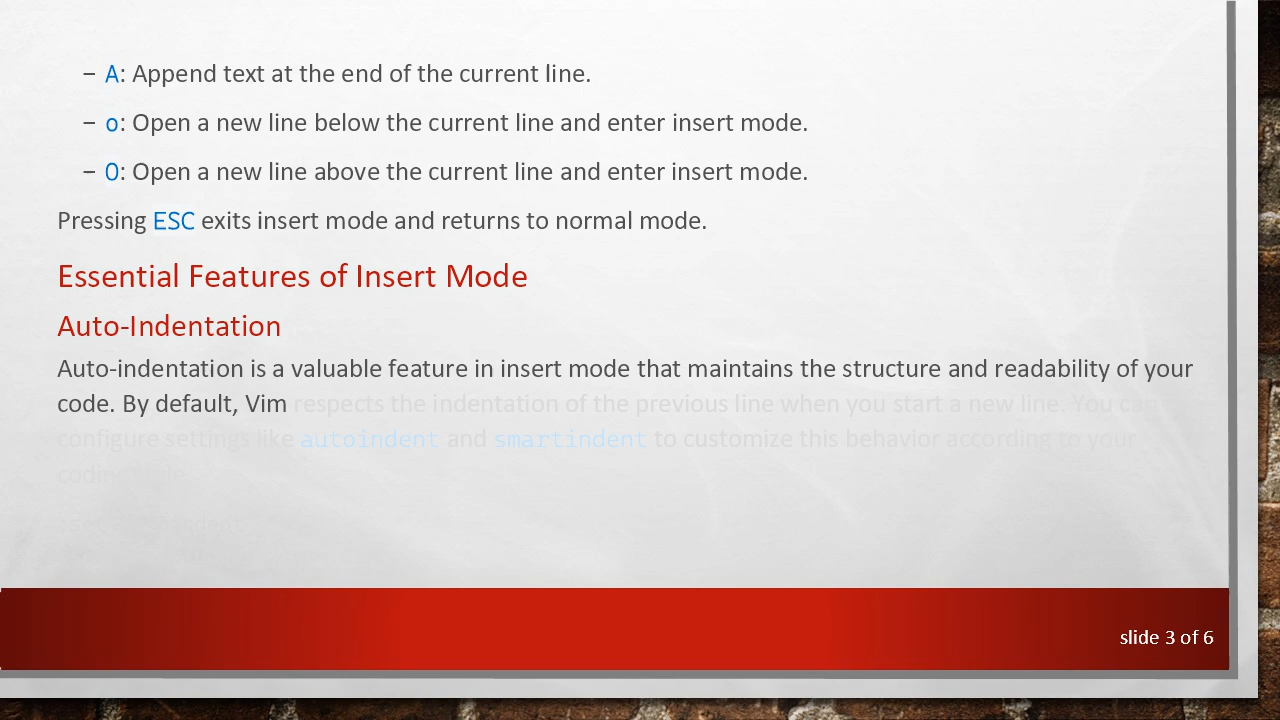 – A: Append text at the end of the current line.
– o: Open a new line below the current line and enter insert mode.
– O: Open a new line above the current line and enter insert mode.
Pressing ESC exits insert mode and returns to normal mode.
Essential Features of Insert Mode
Auto-Indentation
Auto-indentation is a valuable feature in insert mode that maintains the structure and readability of your
code. By default, Vim respects the indentation of the previous line when you start a new line. You can
configure settings like autoindent and smartindent to customize this behavior according to your
coding style.
slide 3 of 6